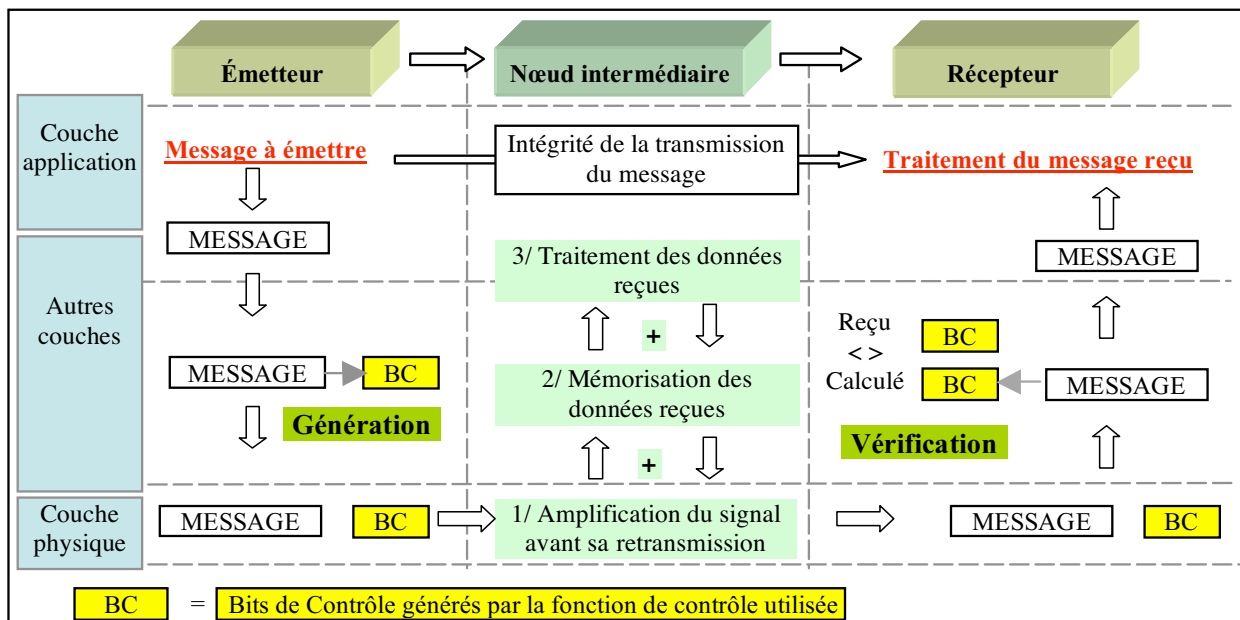 Émetteur
Nœud intermédiaire
Récepteur
Couche
application
Message à émettre
Intégrité de la transmission
du message
Traitement du message reçu
MESSAGE
MESSAGE
Autres
couches
3/ Traitement des données
reçues
+
MESSAGE
BC
Génération
2/ Mémorisation des
données reçues
+
Reçu
< >
Calculé
BC
BC
MESSAGE
Vérification
Couche
physique
MESSAGE
BC
1/ Amplification du signal
avant sa retransmission
MESSAGE
BC
BC = Bits de Contrôle générés par la fonction de contrôle utilisée